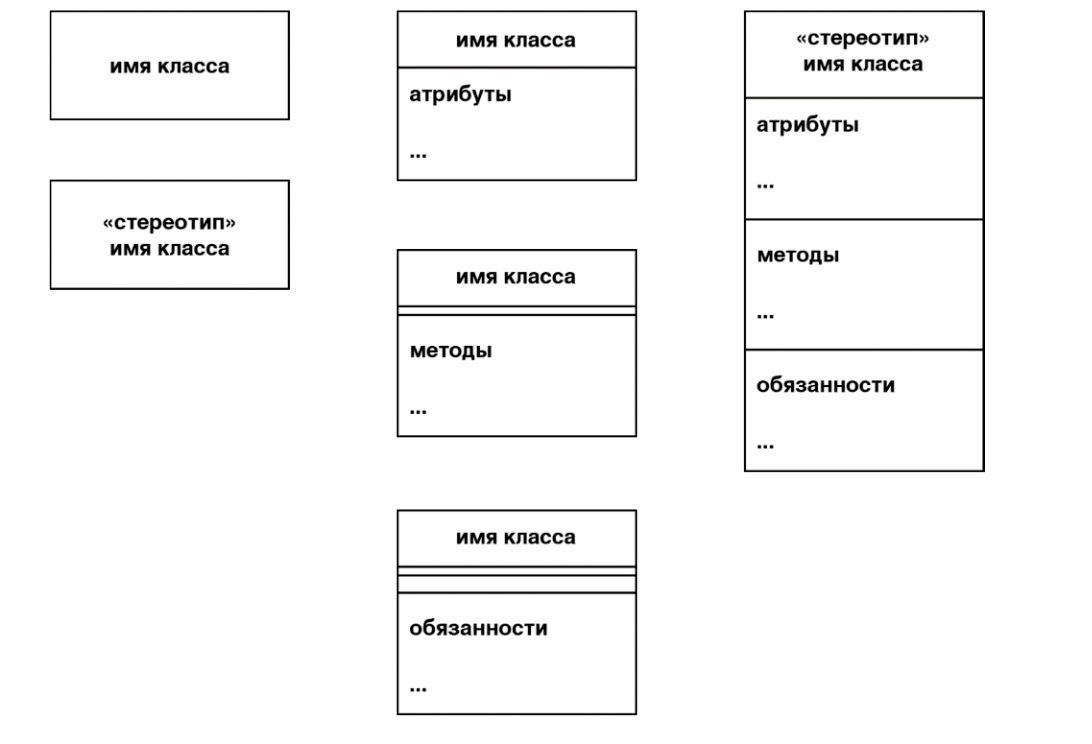 имя класса
«стереотип»
имя класса
имя класса
атрибуты
...
имя класса
методы
...
имя класса
обязанности
...
«стереотип»
имя класса
атрибуты
...
методы
...
обязанности
...